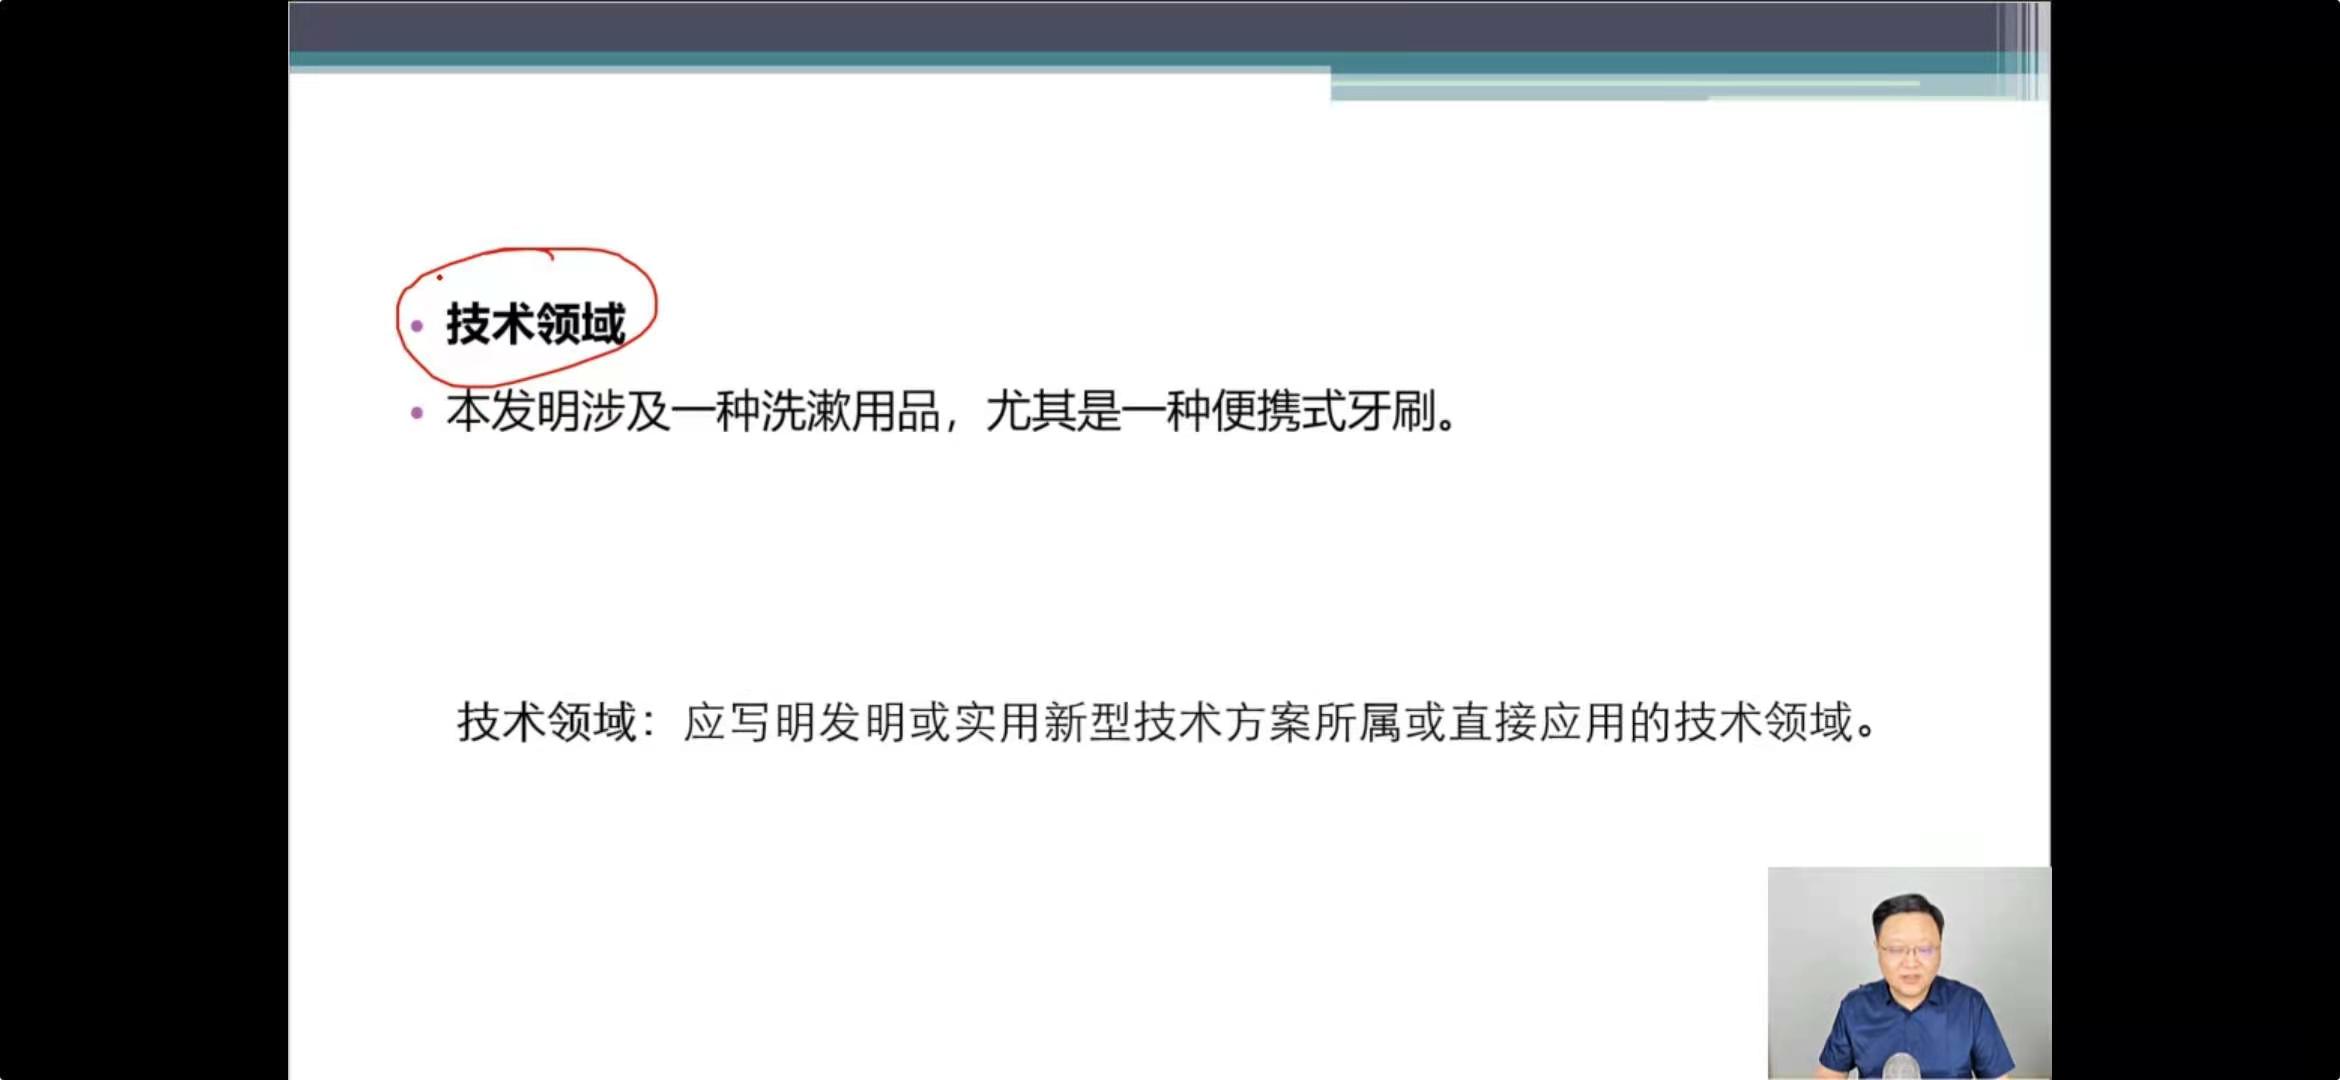 技术领域
本发明涉及一种洗漱用品，尤其是一种便携式牙刷。
技术领域：应写明发明或实用新型技术方案所属或直接应用的技术领域。